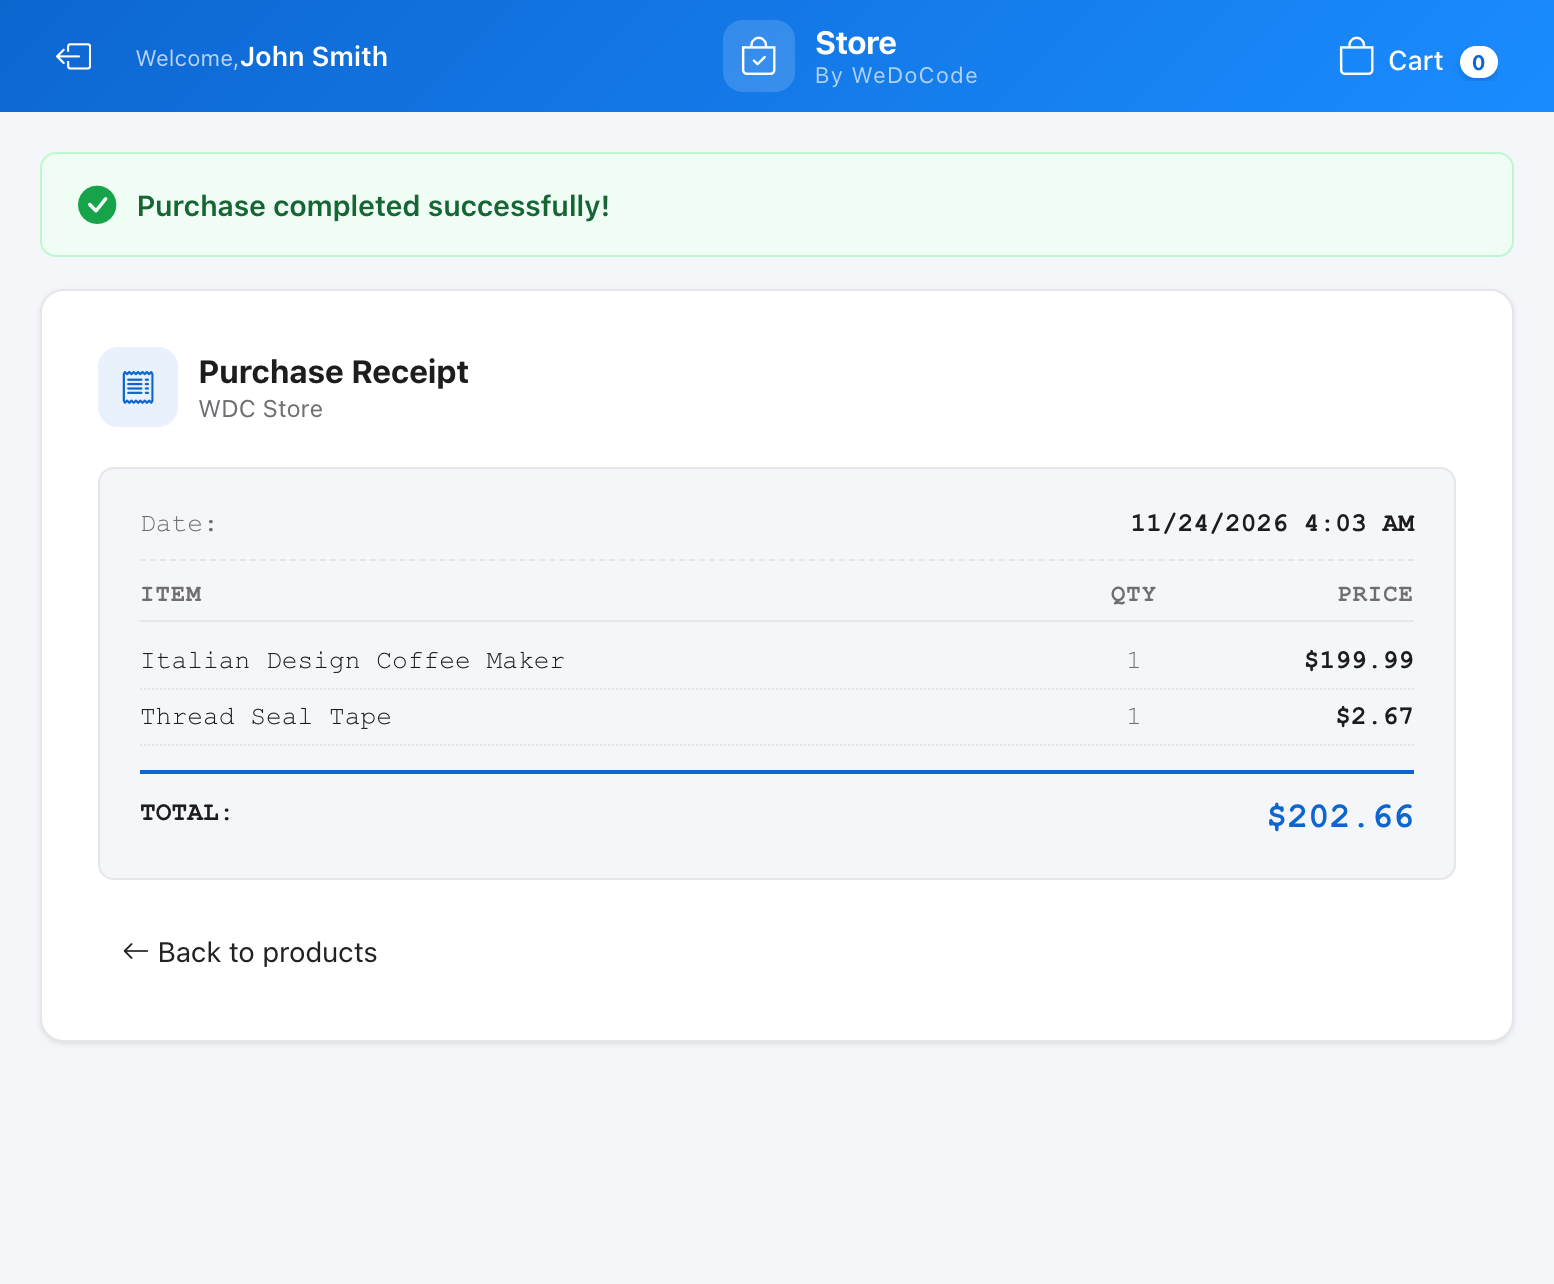 Welcome,John Smith
Store
By WeDoCode
Cart 0
Purchase completed successfully!
Purchase Receipt
WDC Store
Date: 11/24/2026 4:03 AM
ITEM QTY PRICE
Italian Design Coffee Maker 1 $199.99
Thread Seal Tape 1 $2.67
TOTAL: $202.66
← Back to products